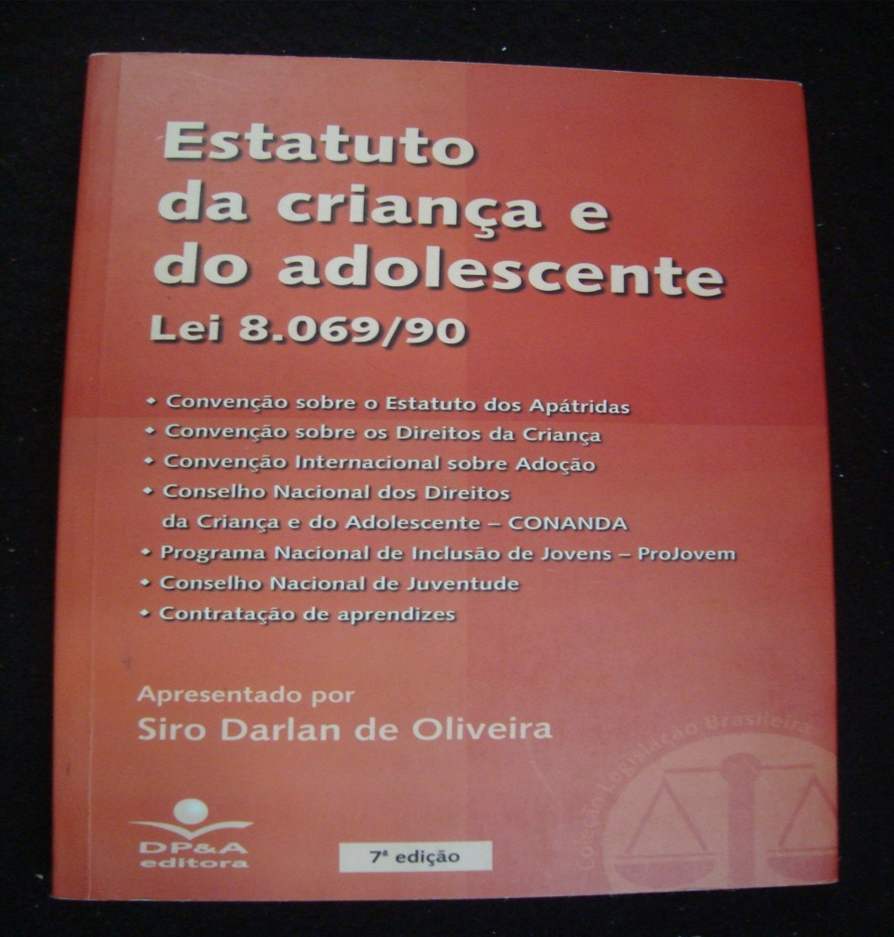 Estatuto
da criança e
do adolescente
Lei 8.069/90
• Convenção sobre o Estatuto dos Apátridas
• Convenção sobre os Direitos da Criança
• Convenção Internacional sobre Adoção
• Conselho Nacional dos Direitos
da Criança e do Adolescente – CONANDA
• Programa Nacional de Inclusão de Jovens – ProJovem
• Conselho Nacional de Juventude
• Contratação de aprendizes
Apresentado por
Siro Darlan de Oliveira
Coleção Legislação Brasileira
DP&A
editora
7ª edição